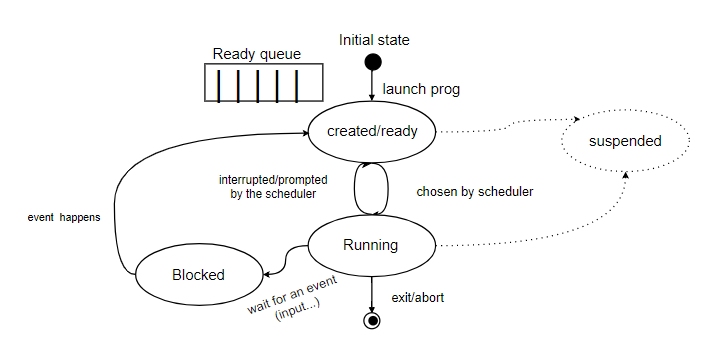 Initial state
Ready queue
launch prog
created/ready
suspended
interrupted/prompted
by the scheduler
chosen by scheduler
event  happens
Running
Blocked
wait for an event
(input...)
exit/abort